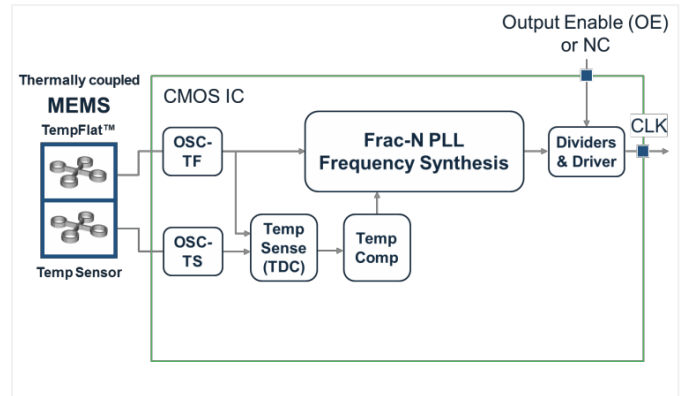 Output Enable (OE)
or NC
Thermally coupled
MEMS
TempFlat™
CMOS IC
CLK
OSC-
TF
Frac-N PLL
Frequency Synthesis
Dividers
& Driver
OSC-
TS
Temp
Sense
(TDC)
Temp
Comp
Temp Sensor